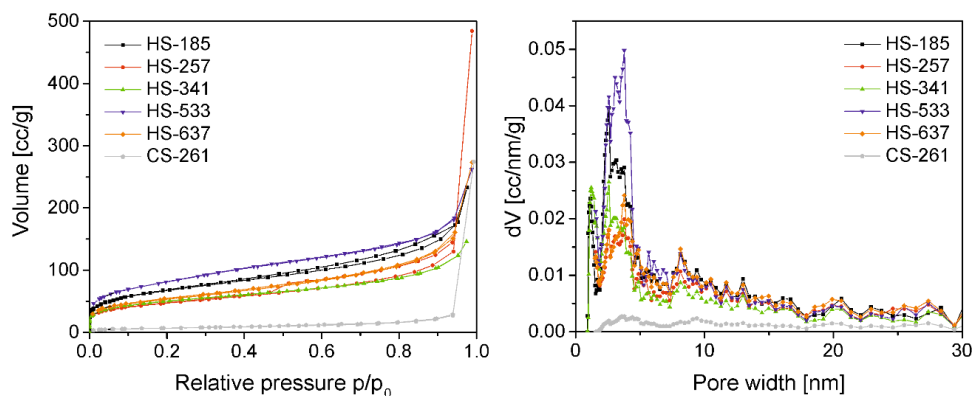 500
400
300
200
100
0
0.0
0.2
0.4
0.6
0.8
1.0
Volume [cc/g]
Relative pressure p/p₀
HS-185
HS-257
HS-341
HS-533
HS-637
CS-261
0.05
0.04
0.03
0.02
0.01
0.00
0
10
20
30
dV [cc/nm/g]
Pore width [nm]
HS-185
HS-257
HS-341
HS-533
HS-637
CS-261